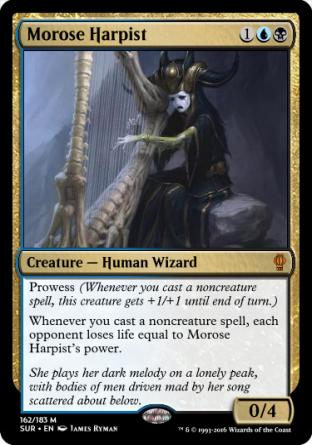 Morose Harpist 1
Creature — Human Wizard
Prowess (Whenever you cast a noncreature
spell, this creature gets +1/+1 until end of turn.)
Whenever you cast a noncreature spell, each
opponent loses life equal to Morose
Harpist's power.
She plays her dark melody on a lonely peak,
with bodies of men driven mad by her song
scattered about below.
0/4
162/183 M
SUR • EN James Ryman
™ & © 1993-2016 Wizards of the Coast